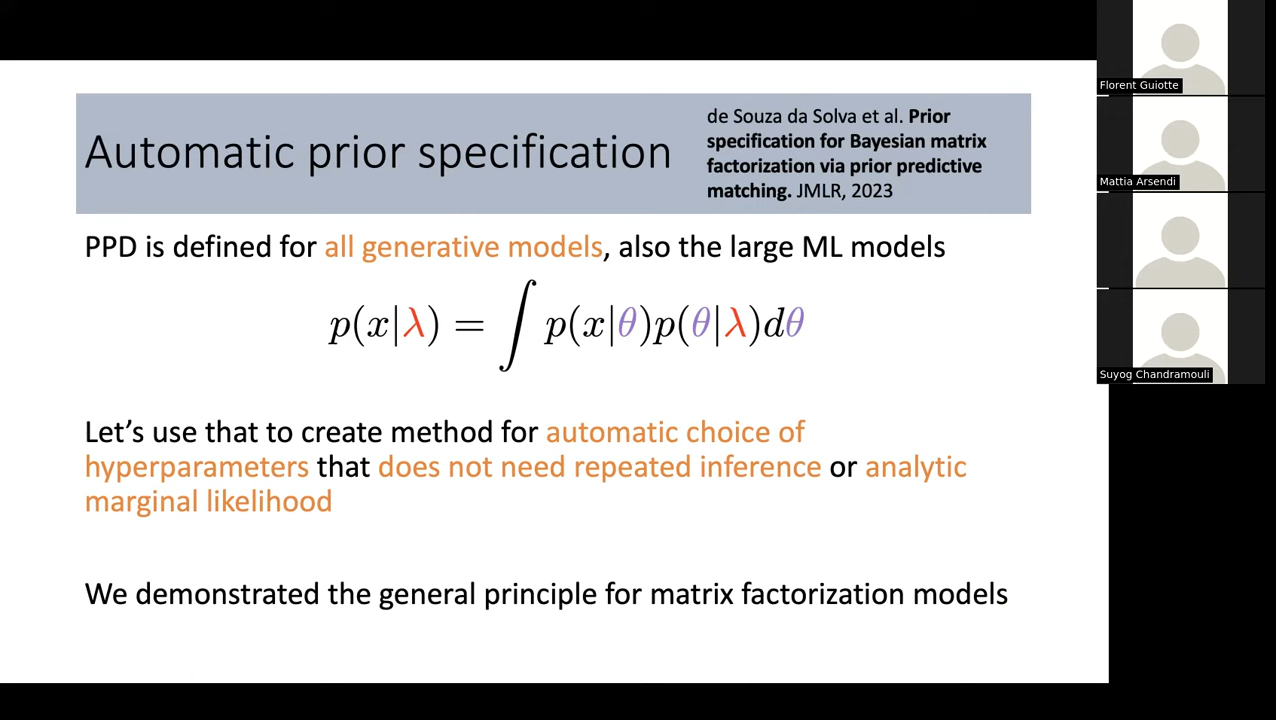 Automatic prior specification
de Souza da Solva et al. Prior
specification for Bayesian matrix
factorization via prior predictive
matching. JMLR, 2023
PPD is defined for all generative models, also the large ML models
p(x|λ) = ∫ p(x|θ)p(θ|λ)dθ
Let’s use that to create method for automatic choice of
hyperparameters that does not need repeated inference or analytic
marginal likelihood
We demonstrated the general principle for matrix factorization models
Florent Guiotte
Mattia Arsendi
Suyog Chandramouli